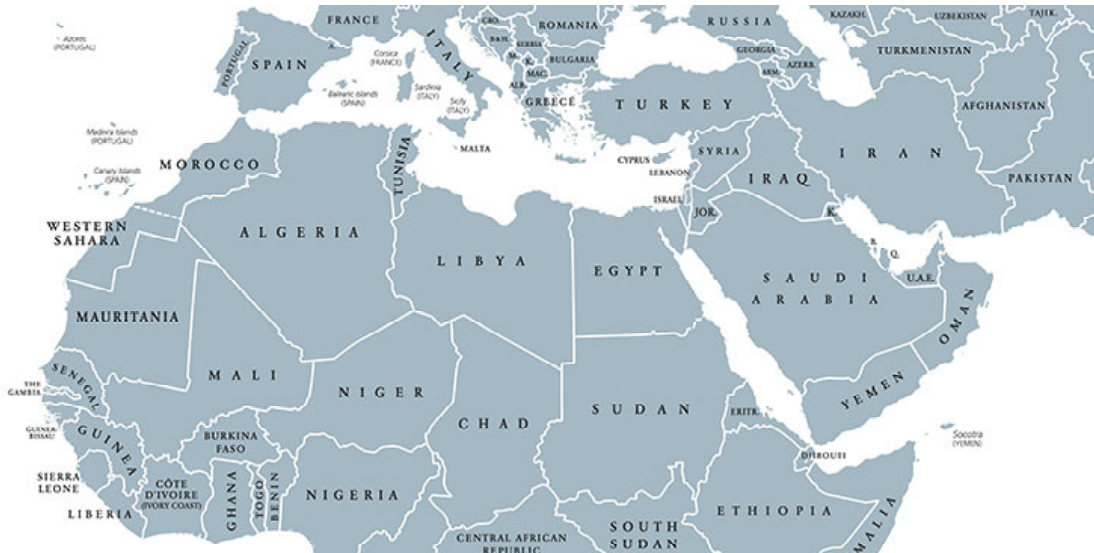 FRANCE
CRO.
ROMANIA
RUSSIA
KAZAKH.
UZBEKISTAN
TAJIK.
Azores
(PORTUGAL)
PORTUGAL
SPAIN
A.
Corsica
(FRANCE)
ITALY
B&H.
SERBIA
M.
K.
BULGARIA
MAC.
ALB.
GEORGIA
ARM.
AZERB.
TURKMENISTAN
Balearic Islands
(SPAIN)
Sardinia
(ITALY)
Sicily
(ITALY)
GREECE
TURKEY
AFGHANISTAN
Madeira Islands
(PORTUGAL)
MALTA
CYPRUS
SYRIA
LEBANON
IRAN
MOROCCO
TUNISIA
IRAQ
PAKISTAN
Canary Islands
(SPAIN)
ISRAEL
JOR.
K.
WESTERN
SAHARA
ALGERIA
LIBYA
EGYPT
B.
Q.
SAUDI
ARABIA
U.A.E.
OMAN
MAURITANIA
SENEGAL
THE
GAMBIA
MALI
NIGER
CHAD
SUDAN
ERITR.
YEMEN
GUINEA-
BISSAU
GUINEA
BURKINA
FASO
Socotra
(YEMEN)
DJIBOUTI
SIERRA
LEONE
CÔTE
D'IVOIRE
(IVORY COAST)
GHANA
TOGO
BENIN
NIGERIA
LIBERIA
ETHIOPIA
MALIA
CENTRAL AFRICAN
REPUBLIC
SOUTH
SUDAN